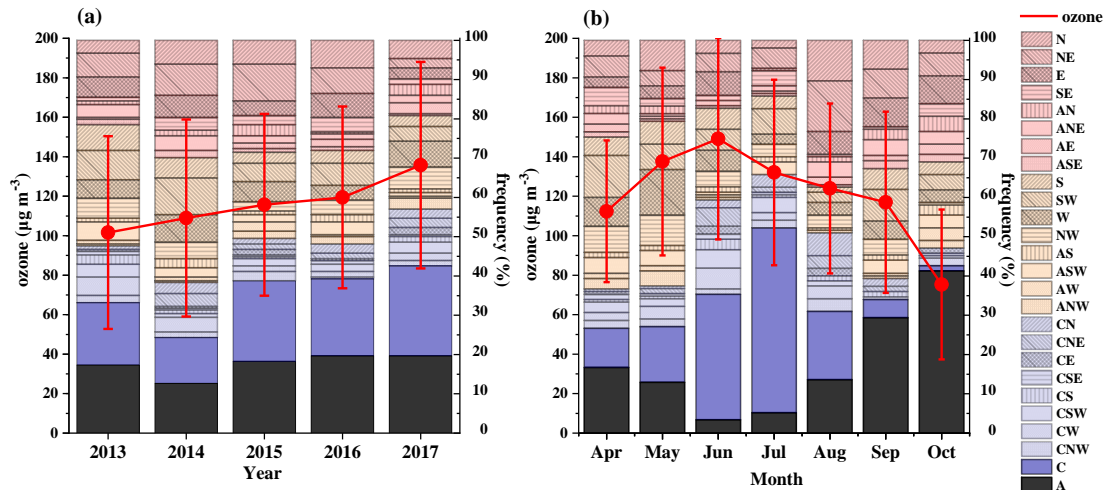 (a)
200
180
160
140
120
100
80
60
40
20
0
ozone (µg m⁻³)
100
90
80
70
60
50
40
30
20
10
0
frequency (%)
2013 2014 2015 2016 2017
Year
(b)
200
180
160
140
120
100
80
60
40
20
0
ozone (µg m⁻³)
100
90
80
70
60
50
40
30
20
10
0
frequency (%)
Apr May Jun Jul Aug Sep Oct
Month
ozone
N
NE
E
SE
AN
ANE
AE
ASE
S
SW
W
NW
AS
ASW
AW
ANW
CN
CNE
CE
CSE
CS
CSW
CW
CNW
C
A